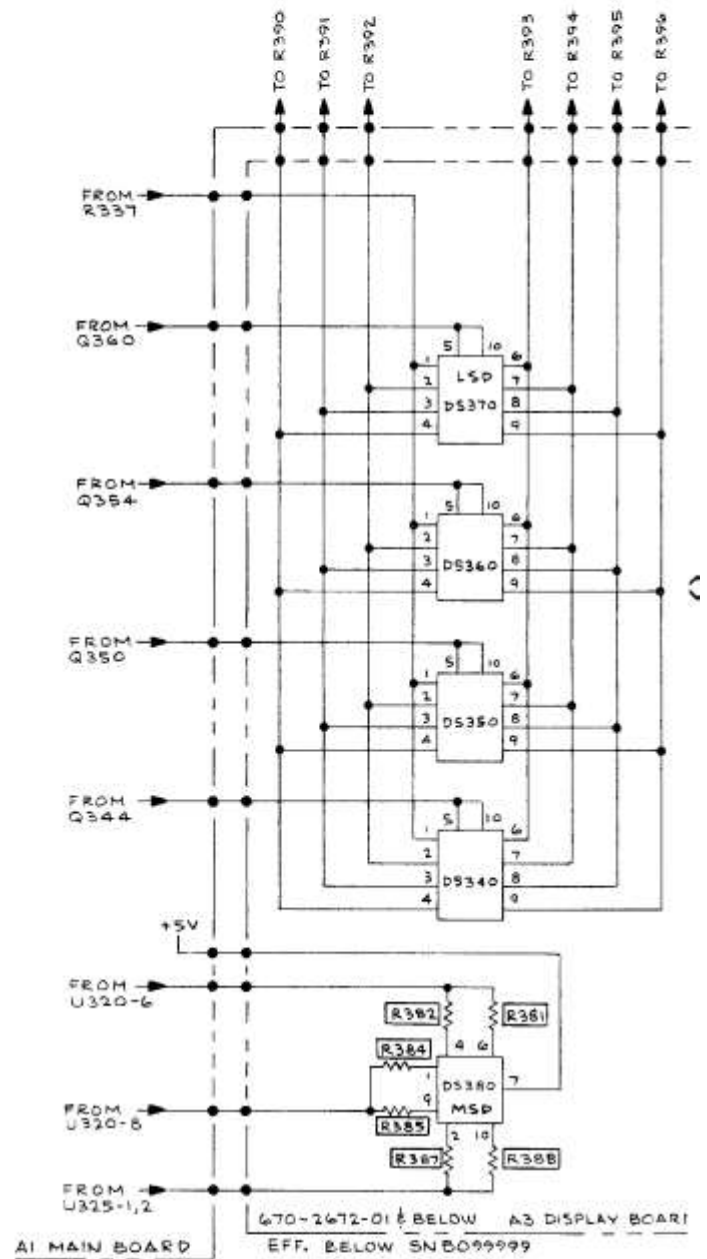 TO R390
TO R391
TO R392
TO R393
TO R394
TO R395
TO R396
FROM
R337
FROM
Q360
5 10
1 LSD 6
2 7
3 DS370 8
4 9
FROM
Q354
5 10
1 6
2 7
3 DS360 8
4 9
FROM
Q350
5 10
1 6
2 7
3 DS350 8
4 9
FROM
Q344
5 10
1 6
2 7
3 DS340 8
4 9
+5V
FROM
U320-6
R382 R381
4 6
R384
1 DS380 7
9 MSD
FROM
U320-8
R385
2 10
R387 R388
FROM
U325-1,2
670-2672-01 & BELOW A3 DISPLAY BOARD
A1 MAIN BOARD EFF. BELOW SN B099999